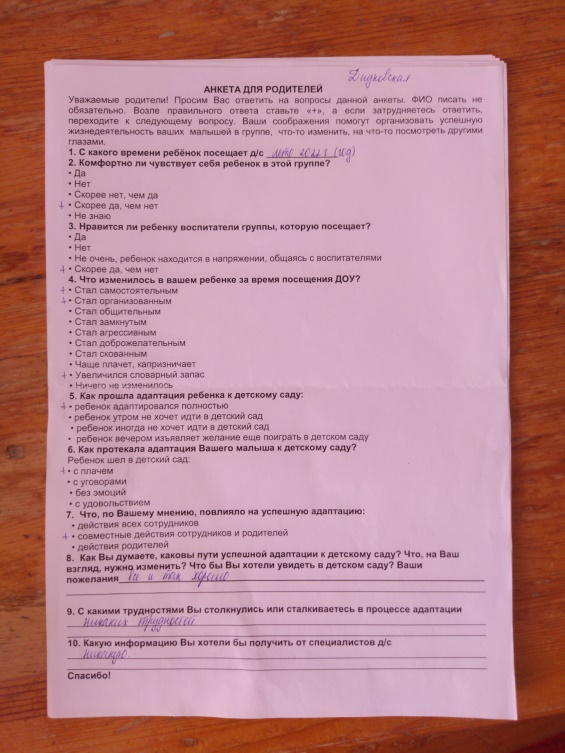 Дидковская
АНКЕТА ДЛЯ РОДИТЕЛЕЙ
Уважаемые родители! Просим Вас ответить на вопросы данной анкеты. ФИО писать не
обязательно. Возле правильного ответа ставьте «+», а если затрудняетесь ответить,
переходите к следующему вопросу. Ваши соображения помогут организовать успешную
жизнедеятельность ваших малышей в группе, что-то изменить, на что-то посмотреть другими
глазами.
1. С какого времени ребёнок посещает д/с лето 2022 г (год)
2. Комфортно ли чувствует себя ребенок в этой группе?
• Да
• Нет
• Скорее нет, чем да
+ • Скорее да, чем нет
• Не знаю
3. Нравится ли ребенку воспитатели группы, которую посещает?
• Да
• Нет
• Не очень, ребенок находится в напряжении, общаясь с воспитателями
+ • Скорее да, чем нет
4. Что изменилось в вашем ребенке за время посещения ДОУ?
+ • Стал самостоятельным
+ • Стал организованным
• Стал общительным
• Стал замкнутым
• Стал агрессивным
• Стал доброжелательным
• Стал скованным
• Чаще плачет, капризничает
+ • Увеличился словарный запас
• Ничего не изменилось
5. Как прошла адаптация ребенка к детскому саду:
+ • ребенок адаптировался полностью
• ребенок утром не хочет идти в детский сад
• ребенок иногда не хочет идти в детский сад
• ребенок вечером изъявляет желание еще поиграть в детском саду
6. Как протекала адаптация Вашего малыша к детскому саду?
Ребенок шел в детский сад:
+ • с плачем
• с уговорами
• без эмоций
• с удовольствием
7. Что, по Вашему мнению, повлияло на успешную адаптацию:
• действия всех сотрудников
+ • совместные действия сотрудников и родителей
• действия родителей
8. Как Вы думаете, каковы пути успешной адаптации к детскому саду? Что, на Ваш
взгляд, нужно изменить? Что бы Вы хотели увидеть в детском саду? Ваши
пожелания все и так хорошо
9. С какими трудностями Вы столкнулись или сталкиваетесь в процессе адаптации
никаких трудностей
10. Какую информацию Вы хотели бы получить от специалистов д/с
никакую
Спасибо!